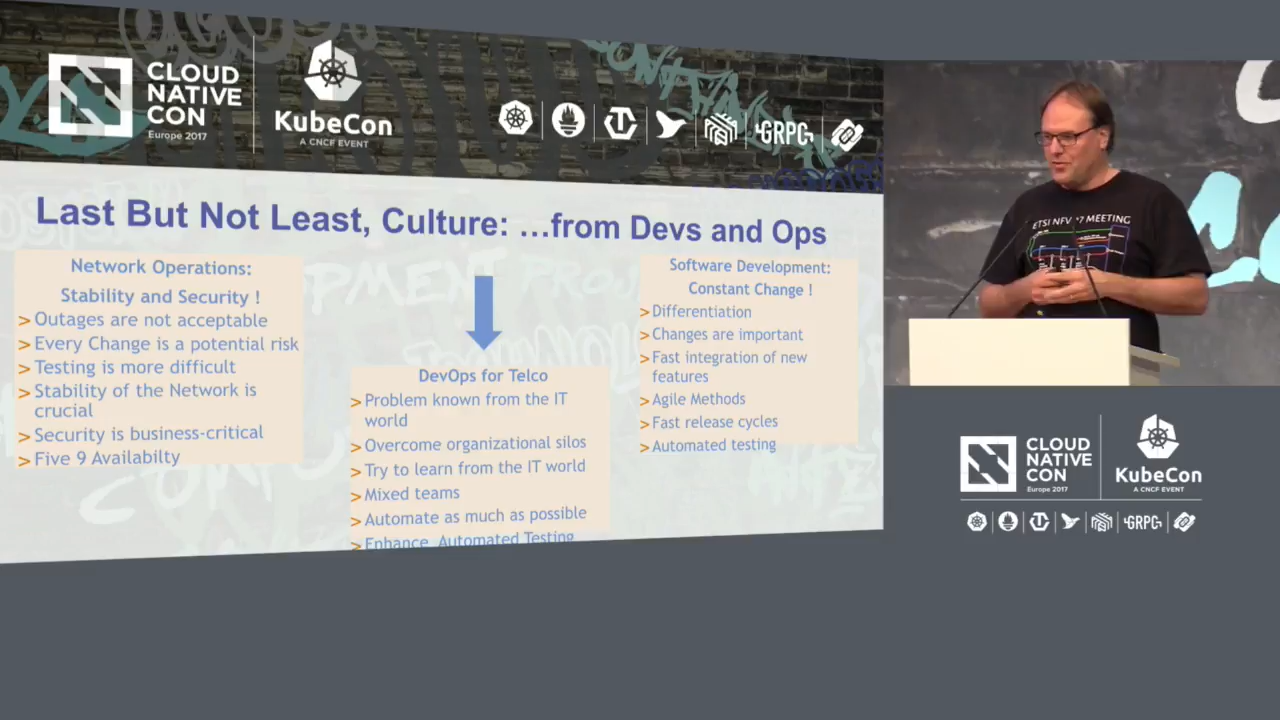 CLOUD
NATIVE
CON
Europe 2017
KubeCon
A CNCF EVENT
GRPC
Last But Not Least, Culture: ...from Devs and Ops
Network Operations:
Stability and Security !
> Outages are not acceptable
> Every Change is a potential risk
> Testing is more difficult
> Stability of the Network is
crucial
> Security is business-critical
> Five 9 Availabilty
DevOps for Telco
> Problem known from the IT
world
> Overcome organizational silos
> Try to learn from the IT world
> Mixed teams
> Automate as much as possible
> Enhance Automated Testing
Software Development:
Constant Change !
> Differentiation
> Changes are important
> Fast integration of new
features
> Agile Methods
> Fast release cycles
> Automated testing
ETSI NFV MEETING
CLOUD
NATIVE
CON
Europe 2017
KubeCon
A CNCF EVENT
GRPC